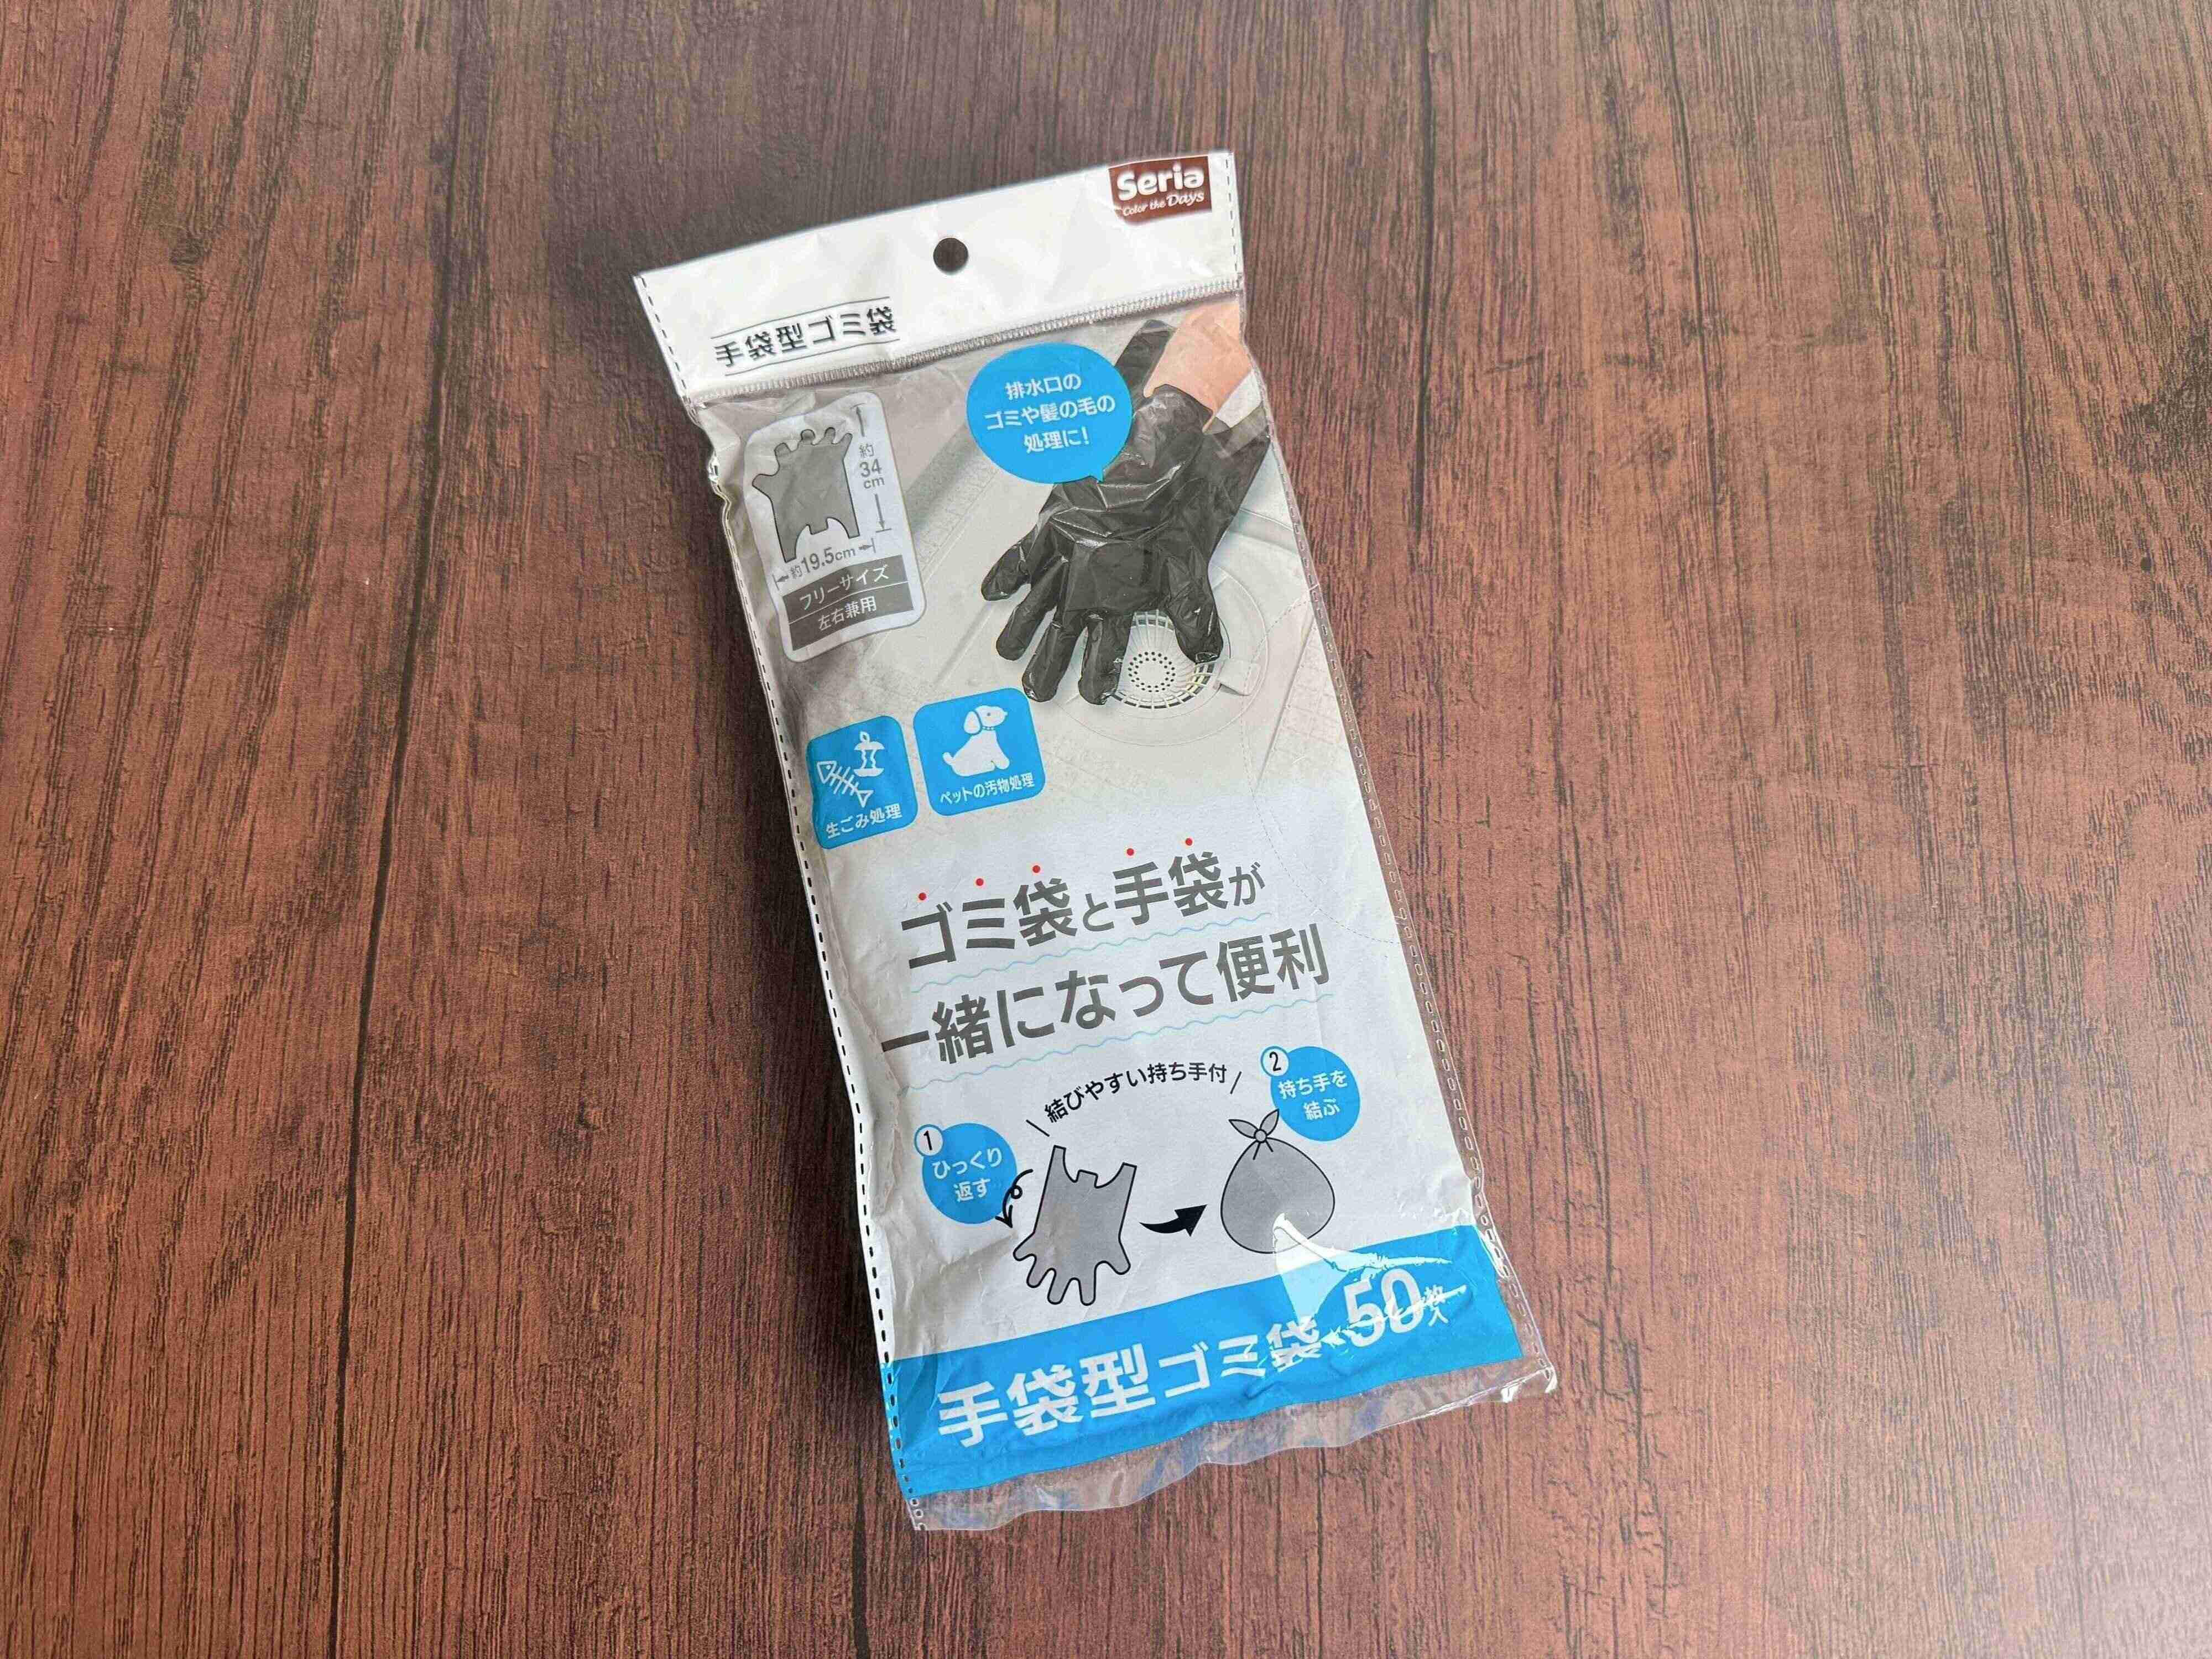 Seria
Color the Days
手袋型ゴミ袋
排水口の
ゴミや髪の毛の
処理に!
約
34
cm
約19.5cm
フリーサイズ
左右兼用
生ごみ処理
ペットの汚物処理
ゴミ袋と手袋が
一緒になって便利
結びやすい持ち手付
1
ひっくり
返す
2
持ち手を
結ぶ
手袋型ゴミ袋 50枚入